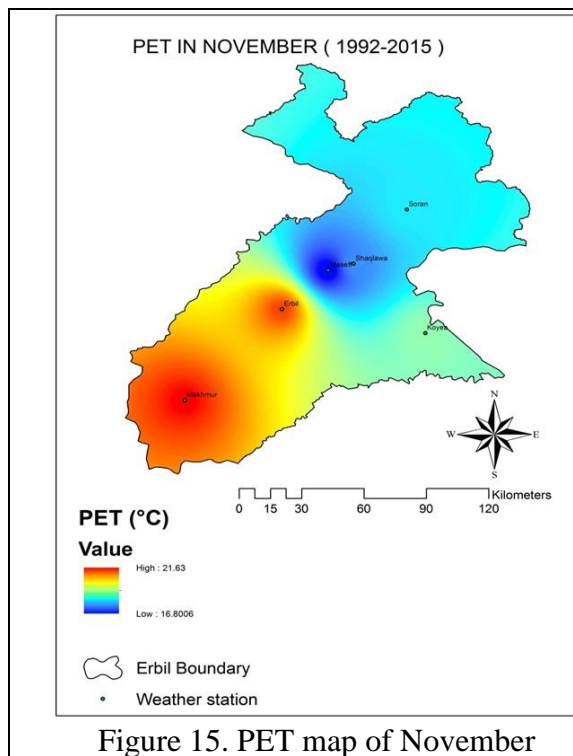 PET IN NOVEMBER ( 1992-2015 )
Soran
Shaqlawa
Erbil
Koyea
Makhmur
N
W E
S
Kilometers
0 15 30 60 90 120
PET (°C)
Value
High : 21.63
Low : 16.8006
Erbil Boundary
Weather station
Figure 15. PET map of November